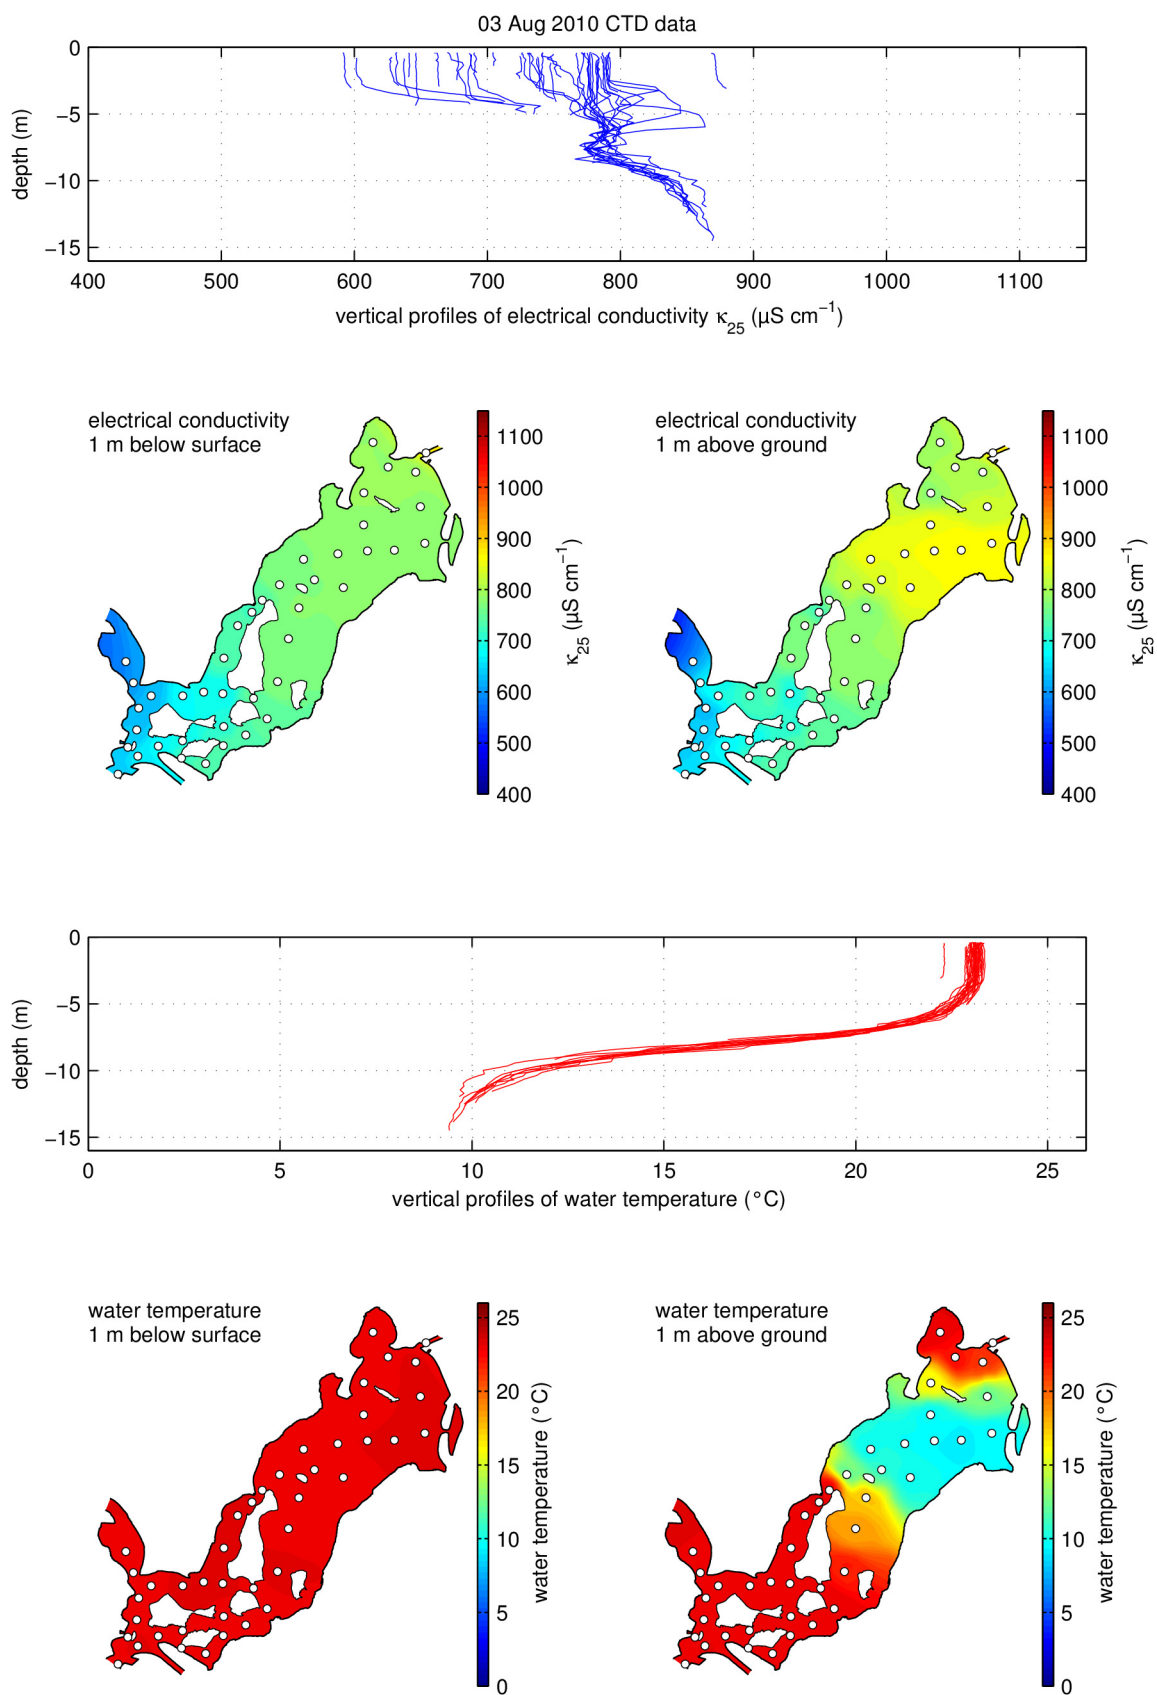 03 Aug 2010 CTD data
0
−5
−10
−15
depth (m)
400 500 600 700 800 900 1000 1100
vertical profiles of electrical conductivity κ25 (µS cm−1)
electrical conductivity
1 m below surface
1100
1000
900
800
700
600
500
400
κ25 (µS cm−1)
electrical conductivity
1 m above ground
1100
1000
900
800
700
600
500
400
κ25 (µS cm−1)
0
−5
−10
−15
depth (m)
0 5 10 15 20 25
vertical profiles of water temperature (°C)
water temperature
1 m below surface
25
20
15
10
5
0
water temperature (°C)
water temperature
1 m above ground
25
20
15
10
5
0
water temperature (°C)